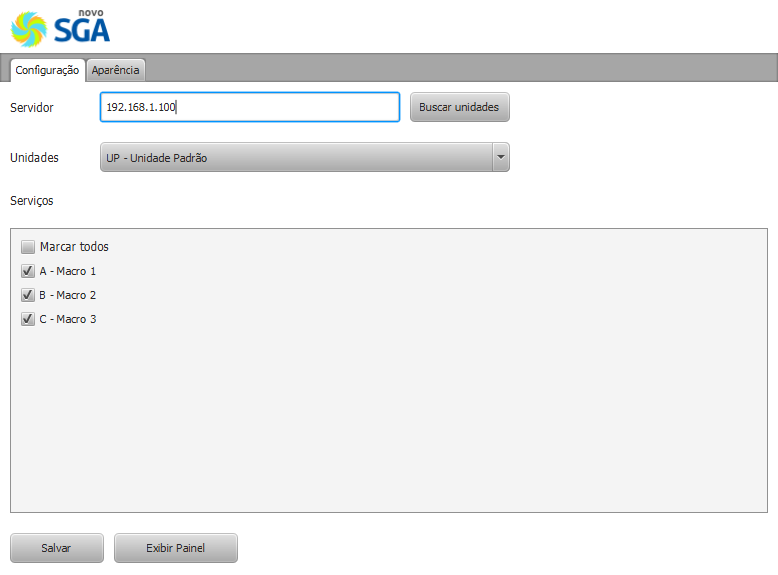 novo
SGA
Configuração Aparência
Servidor 192.168.1.100 Buscar unidades
Unidades UP - Unidade Padrão
Serviços
Marcar todos
A - Macro 1
B - Macro 2
C - Macro 3
Salvar Exibir Painel